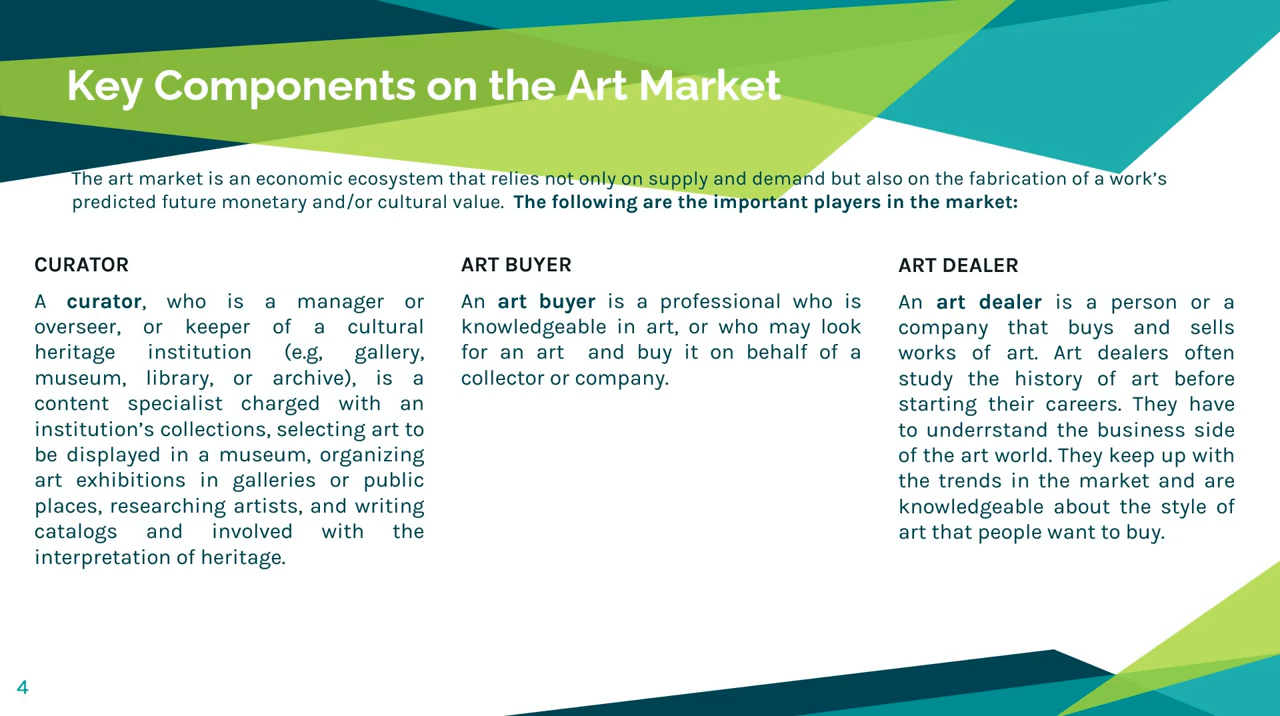 Key Components on the Art Market
The art market is an economic ecosystem that relies not only on supply and demand but also on the fabrication of a work's
predicted future monetary and/or cultural value.  The following are the important players in the market:
CURATOR
A curator, who is a manager or
overseer, or keeper of a cultural
heritage institution (e.g, gallery,
museum, library, or archive), is a
content specialist charged with an
institution's collections, selecting art to
be displayed in a museum, organizing
art exhibitions in galleries or public
places, researching artists, and writing
catalogs and involved with the
interpretation of heritage.
ART BUYER
An art buyer is a professional who is
knowledgeable in art, or who may look
for an art  and buy it on behalf of a
collector or company.
ART DEALER
An art dealer is a person or a
company that buys and sells
works of art. Art dealers often
study the history of art before
starting their careers. They have
to underrstand the business side
of the art world. They keep up with
the trends in the market and are
knowledgeable about the style of
art that people want to buy.
4